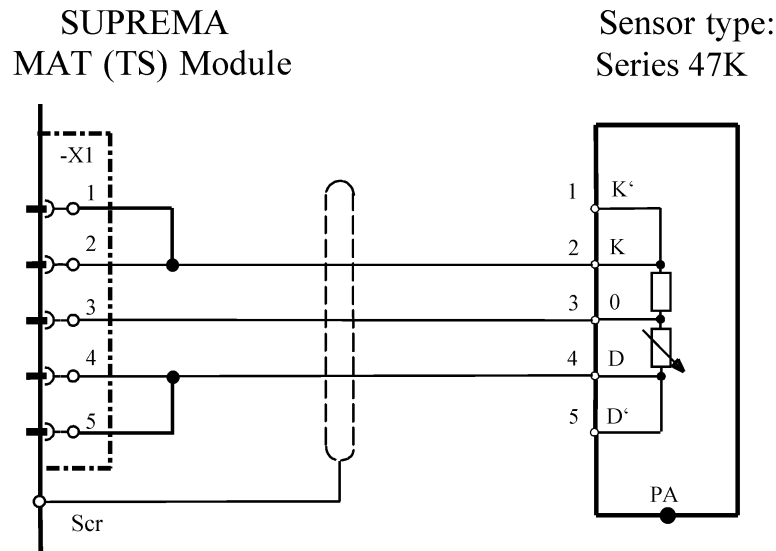 SUPREMA
MAT (TS) Module
Sensor type:
Series 47K
-X1
1
2
3
4
5
Scr
1 K‘
2 K
3 0
4 D
5 D‘
PA